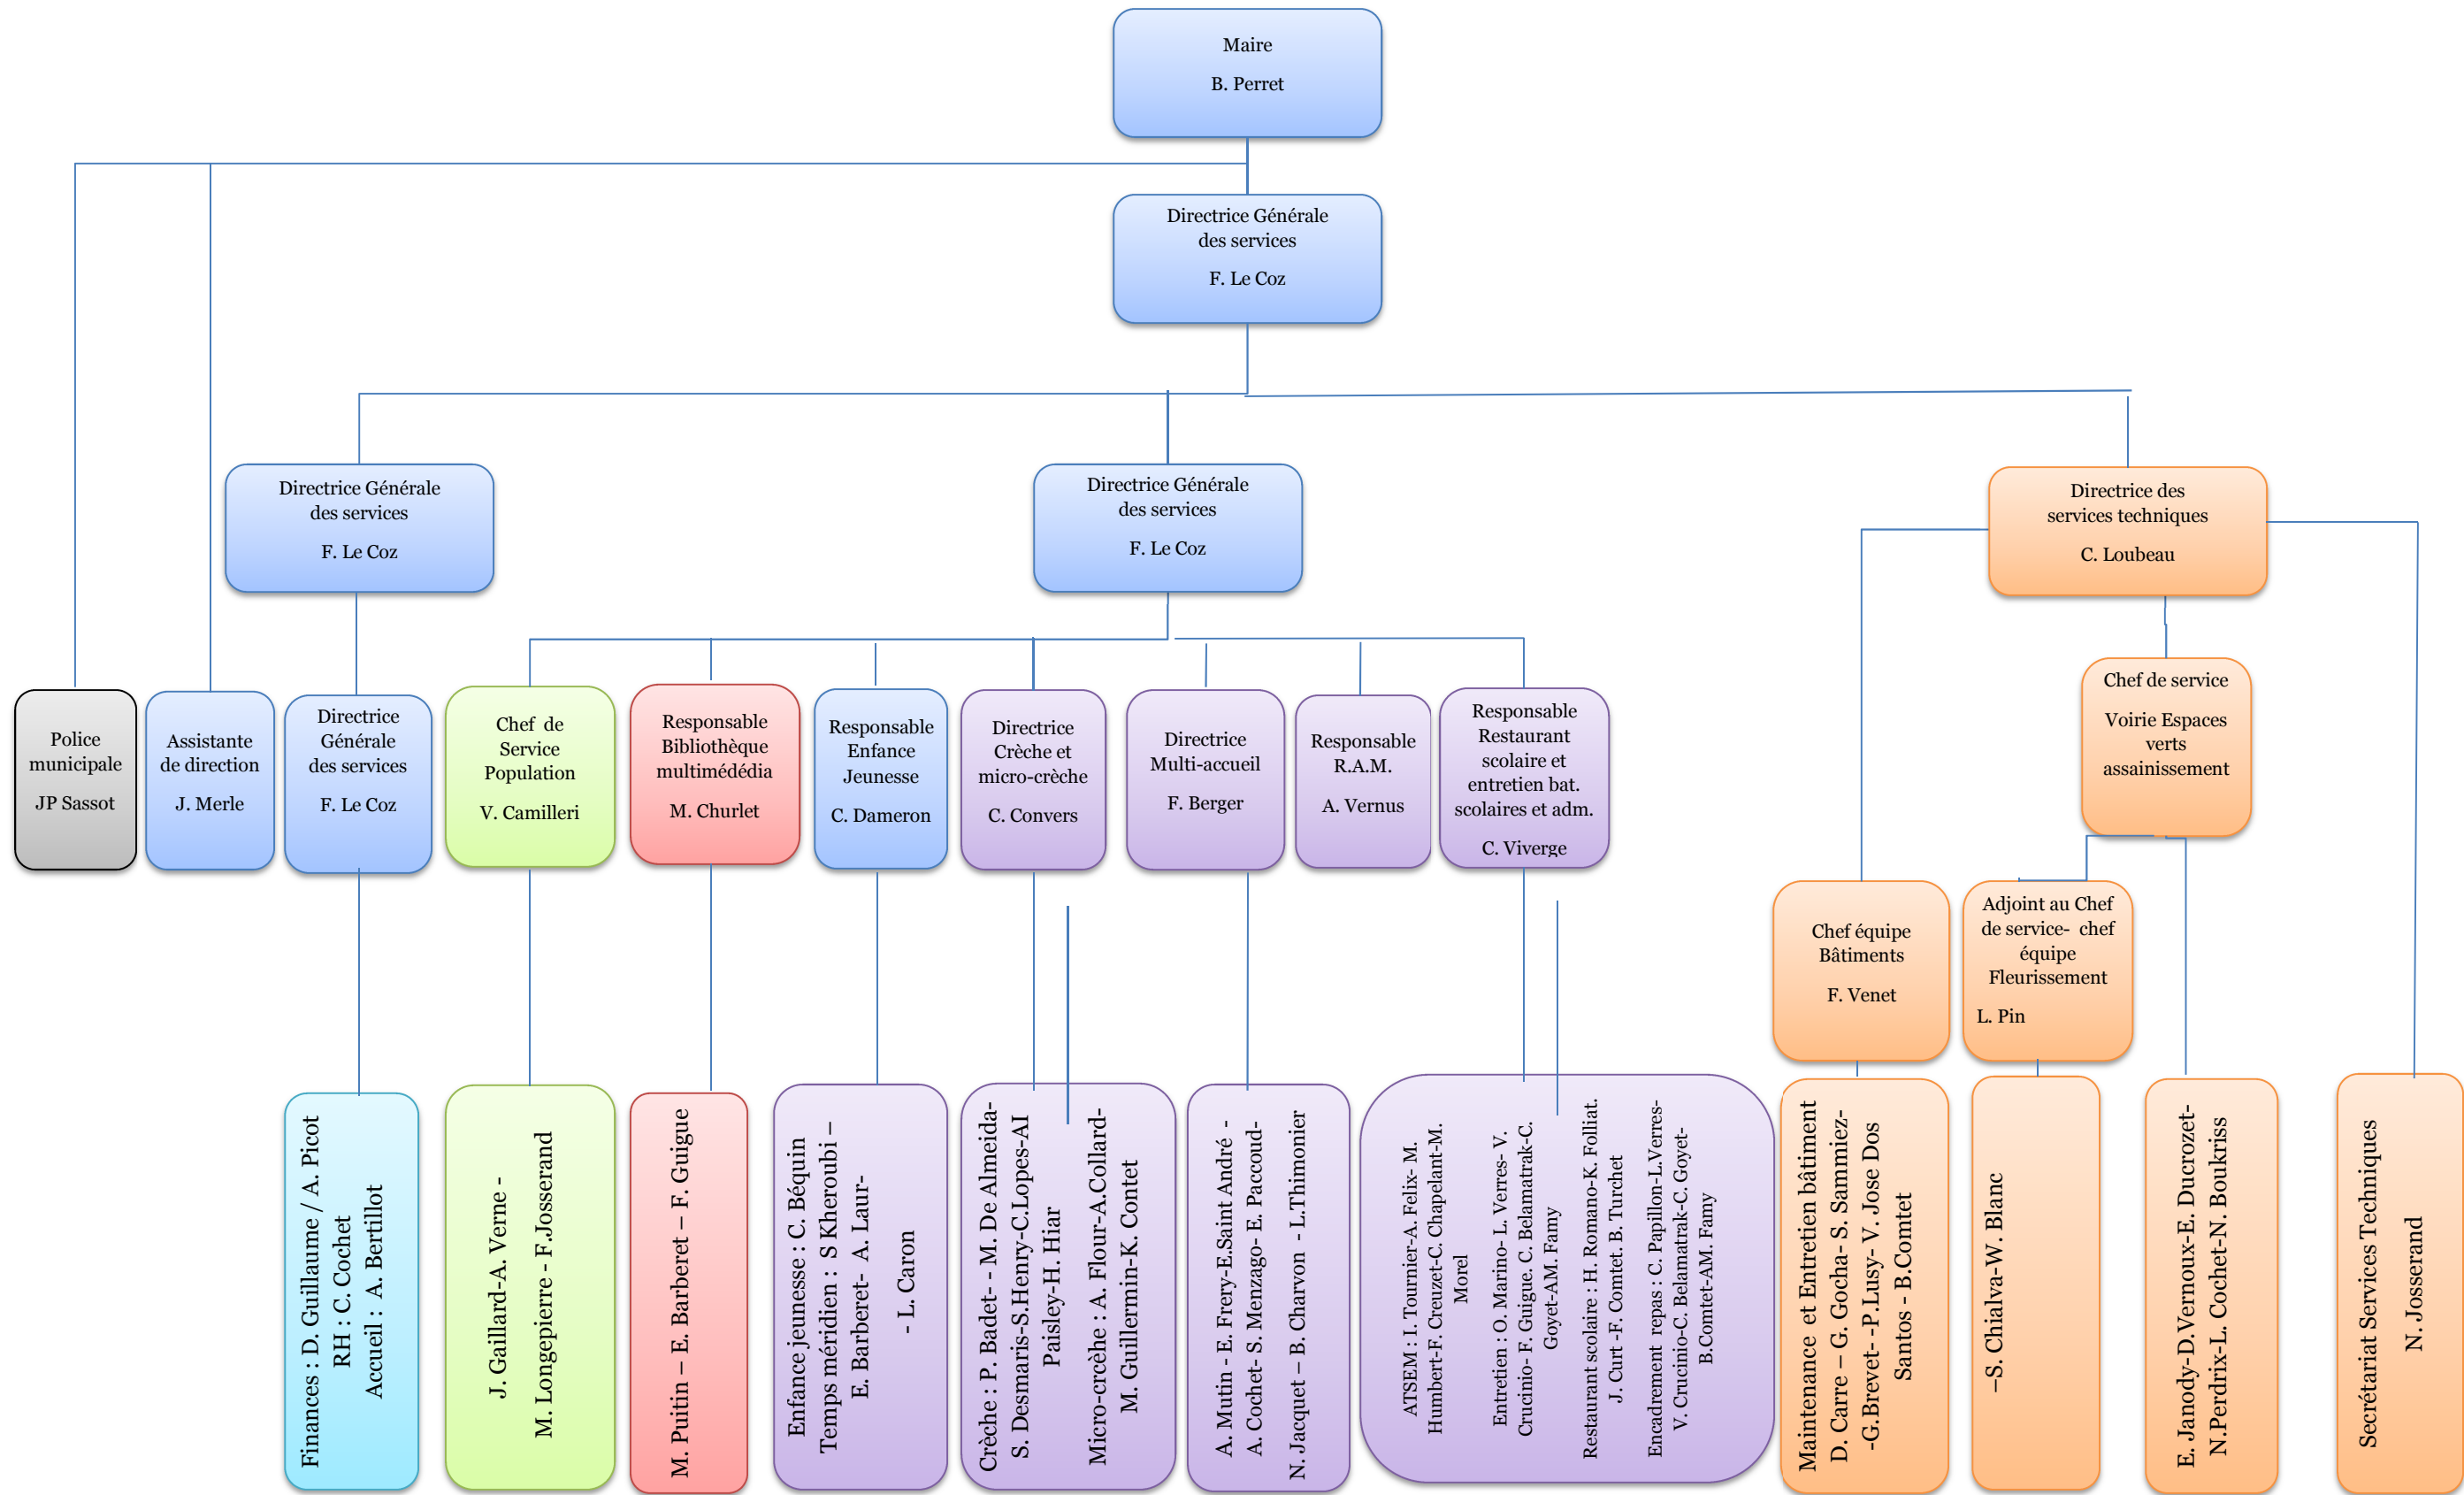 Maire
B. Perret
Directrice Générale
des services
F. Le Coz
Directrice Générale
des services
F. Le Coz
Directrice Générale
des services
F. Le Coz
Directrice des
services techniques
C. Loubeau
Police
municipale
JP Sassot
Assistante
de direction
J. Merle
Directrice
Générale
des services
F. Le Coz
Chef de
Service
Population
V. Camilleri
Responsable
Bibliothèque
multimédédia
M. Churlet
Responsable
Enfance
Jeunesse
C. Dameron
Directrice
Crèche et
micro-crèche
C. Convers
Directrice
Multi-accueil
F. Berger
Responsable
R.A.M.
A. Vernus
Responsable
Restaurant
scolaire et
entretien bat.
scolaires et adm.
C. Viverge
Chef de service
Voirie Espaces
verts
assainissement
Chef équipe
Bâtiments
F. Venet
Adjoint au Chef
de service- chef
équipe
Fleurissement
L. Pin
Finances : D. Guillaume / A. Picot
RH : C. Cochet
Accueil : A. Bertillot
J. Gaillard-A. Verne -
M. Longepierre - F.Josserand
M. Puitin – E. Barberet – F. Guigue
Enfance jeunesse : C. Béquin
Temps méridien : S Kheroubi –
E. Barberet- A. Laur-
- L. Caron
Crèche : P. Badet- - M. De Almeida-
S. Desmaris-S.Henry-C.Lopes-AI
Paisley-H. Hiar
Micro-crèche : A. Flour-A.Collard-
M. Guillermin-K. Contet
A. Mutin - E. Frery-E.Saint André -
A. Cochet- S. Menzago- E. Paccoud-
N. Jacquet – B. Charvon - L.Thimonier
ATSEM : I. Tournier-A. Felix- M.
Humbert-F. Creuzet-C. Chapelant-M.
Morel
Entretien : O. Marino- L. Verres- V.
Crucinio- F. Guigue. C. Belamatrak-C.
Goyet-AM. Famy
Restaurant scolaire : H. Romano-K. Folliat.
J. Curt -F. Comtet. B. Turchet
Encadrement repas : C. Papillon-L.Verres-
V. Crucinio-C. Belamatrak-C. Goyet-
B.Comtet-AM. Famy
Maintenance et Entretien bâtiment
D. Carre – G. Gocha- S. Sammiez-
-G.Brevet- -P.Lusy- V. Jose Dos
Santos - B.Comtet
–S. Chialva-W. Blanc
E. Janody-D.Vernoux-E. Ducrozet-
N.Perdrix-L. Cochet-N. Boukriss
Secrétariat Services Techniques
N. Josserand